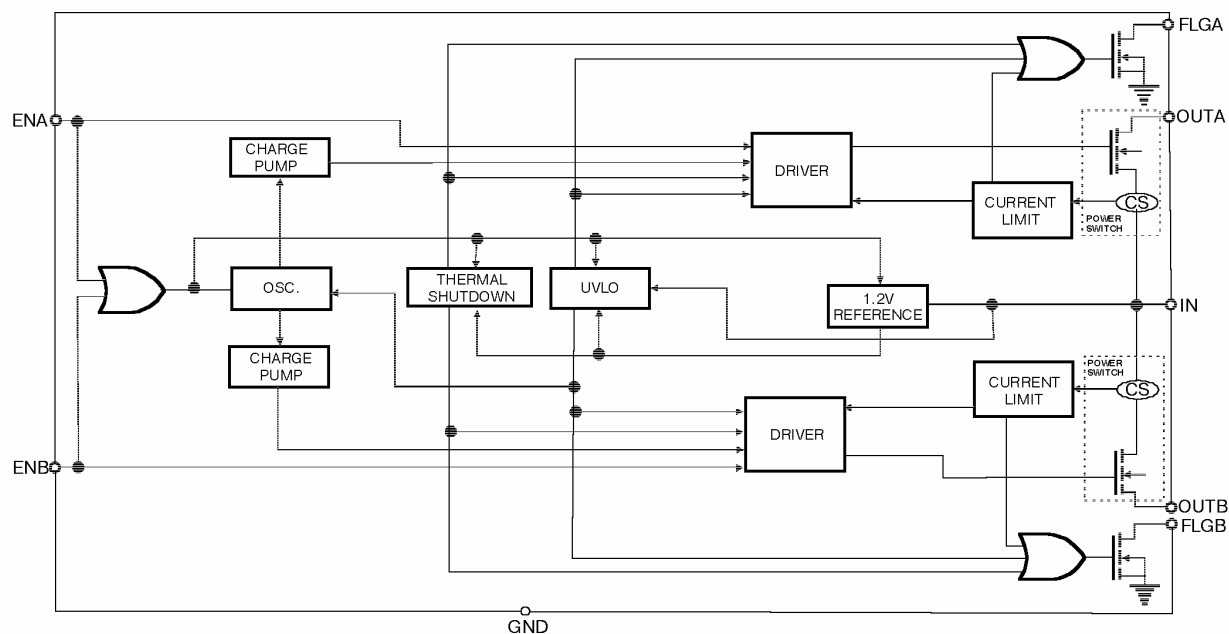 FLGA
ENA
OUTA
CHARGE
PUMP
DRIVER
CURRENT
LIMIT
CS
POWER
SWITCH
OSC.
THERMAL
SHUTDOWN
UVLO
1.2V
REFERENCE
IN
CHARGE
PUMP
POWER
SWITCH
CURRENT
LIMIT
CS
DRIVER
ENB
OUTB
FLGB
GND